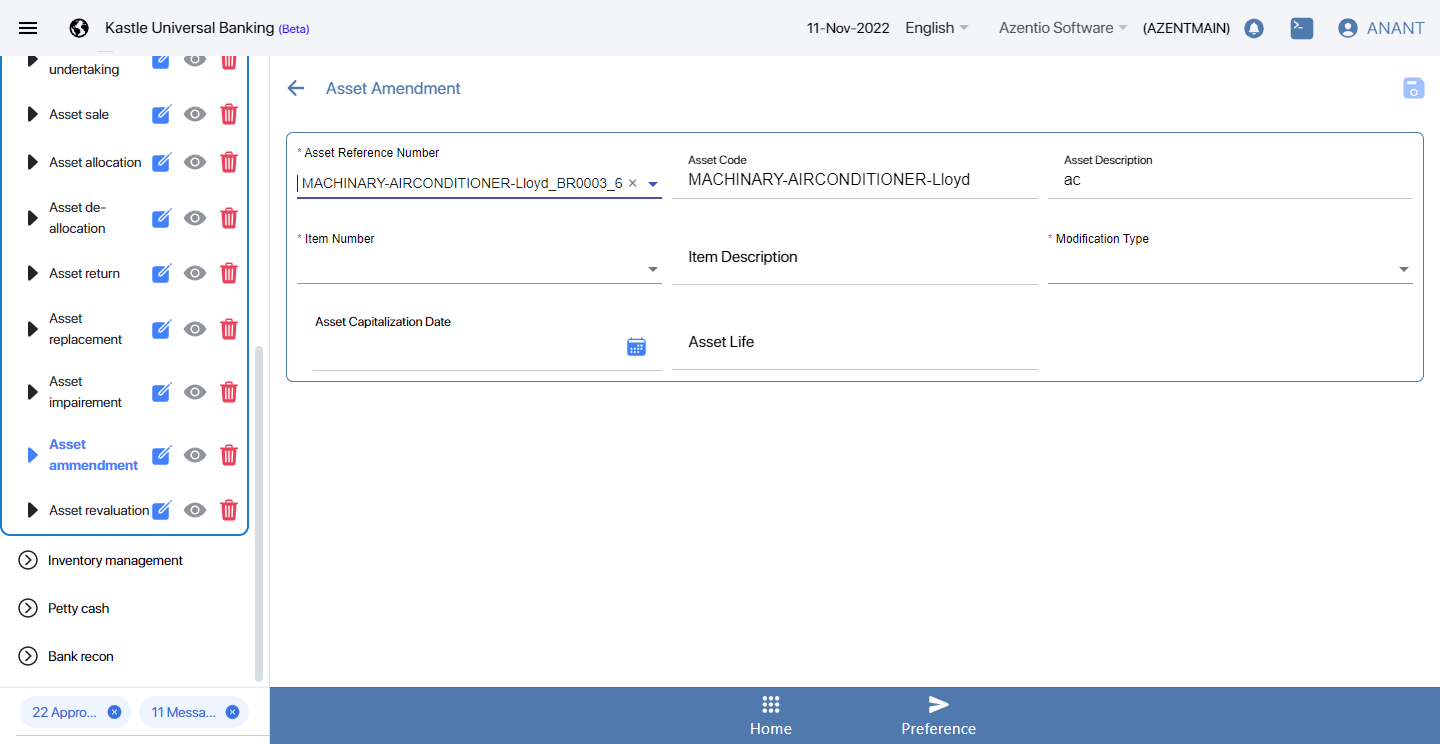 Kastle Universal Banking (Beta)
11-Nov-2022
English
Azentio Software
(AZENTMAIN)
ANANT
undertaking
Asset sale
Asset allocation
Asset de-
allocation
Asset return
Asset
replacement
Asset
impairement
Asset
ammendment
Asset revaluation
Inventory management
Petty cash
Bank recon
22 Appro...
11 Messa...
Asset Amendment
* Asset Reference Number
MACHINARY-AIRCONDITIONER-Lloyd_BR0003_6
Asset Code
MACHINARY-AIRCONDITIONER-Lloyd
Asset Description
ac
* Item Number
Item Description
* Modification Type
Asset Capitalization Date
Asset Life
Home
Preference